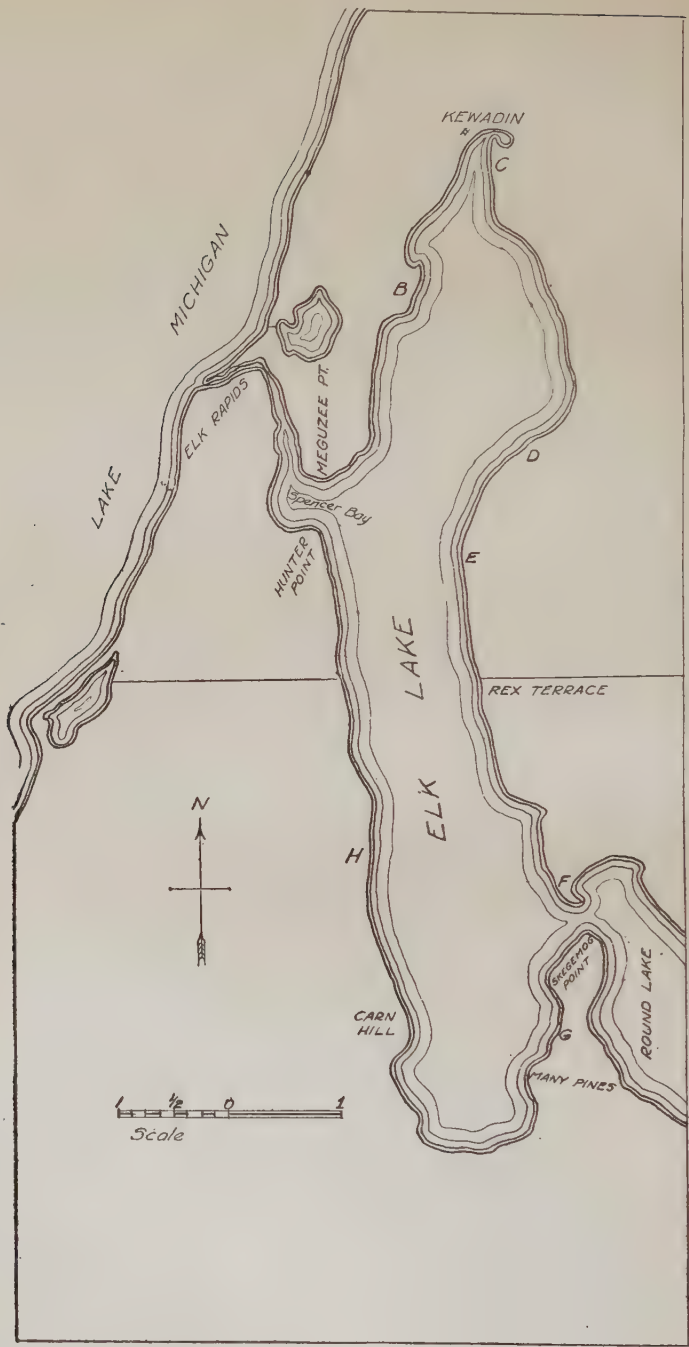 KEWADIN
C
LAKE MICHIGAN
B
MEGUZEE PT.
ELK RAPIDS
D
Spencer Bay
HUNTER
POINT
E
ELK LAKE
REX TERRACE
N
H
F
SKEGEMOG
POINT
ROUND LAKE
CARN
HILL
G
MANY PINES
1 1/2 0 1
Scale